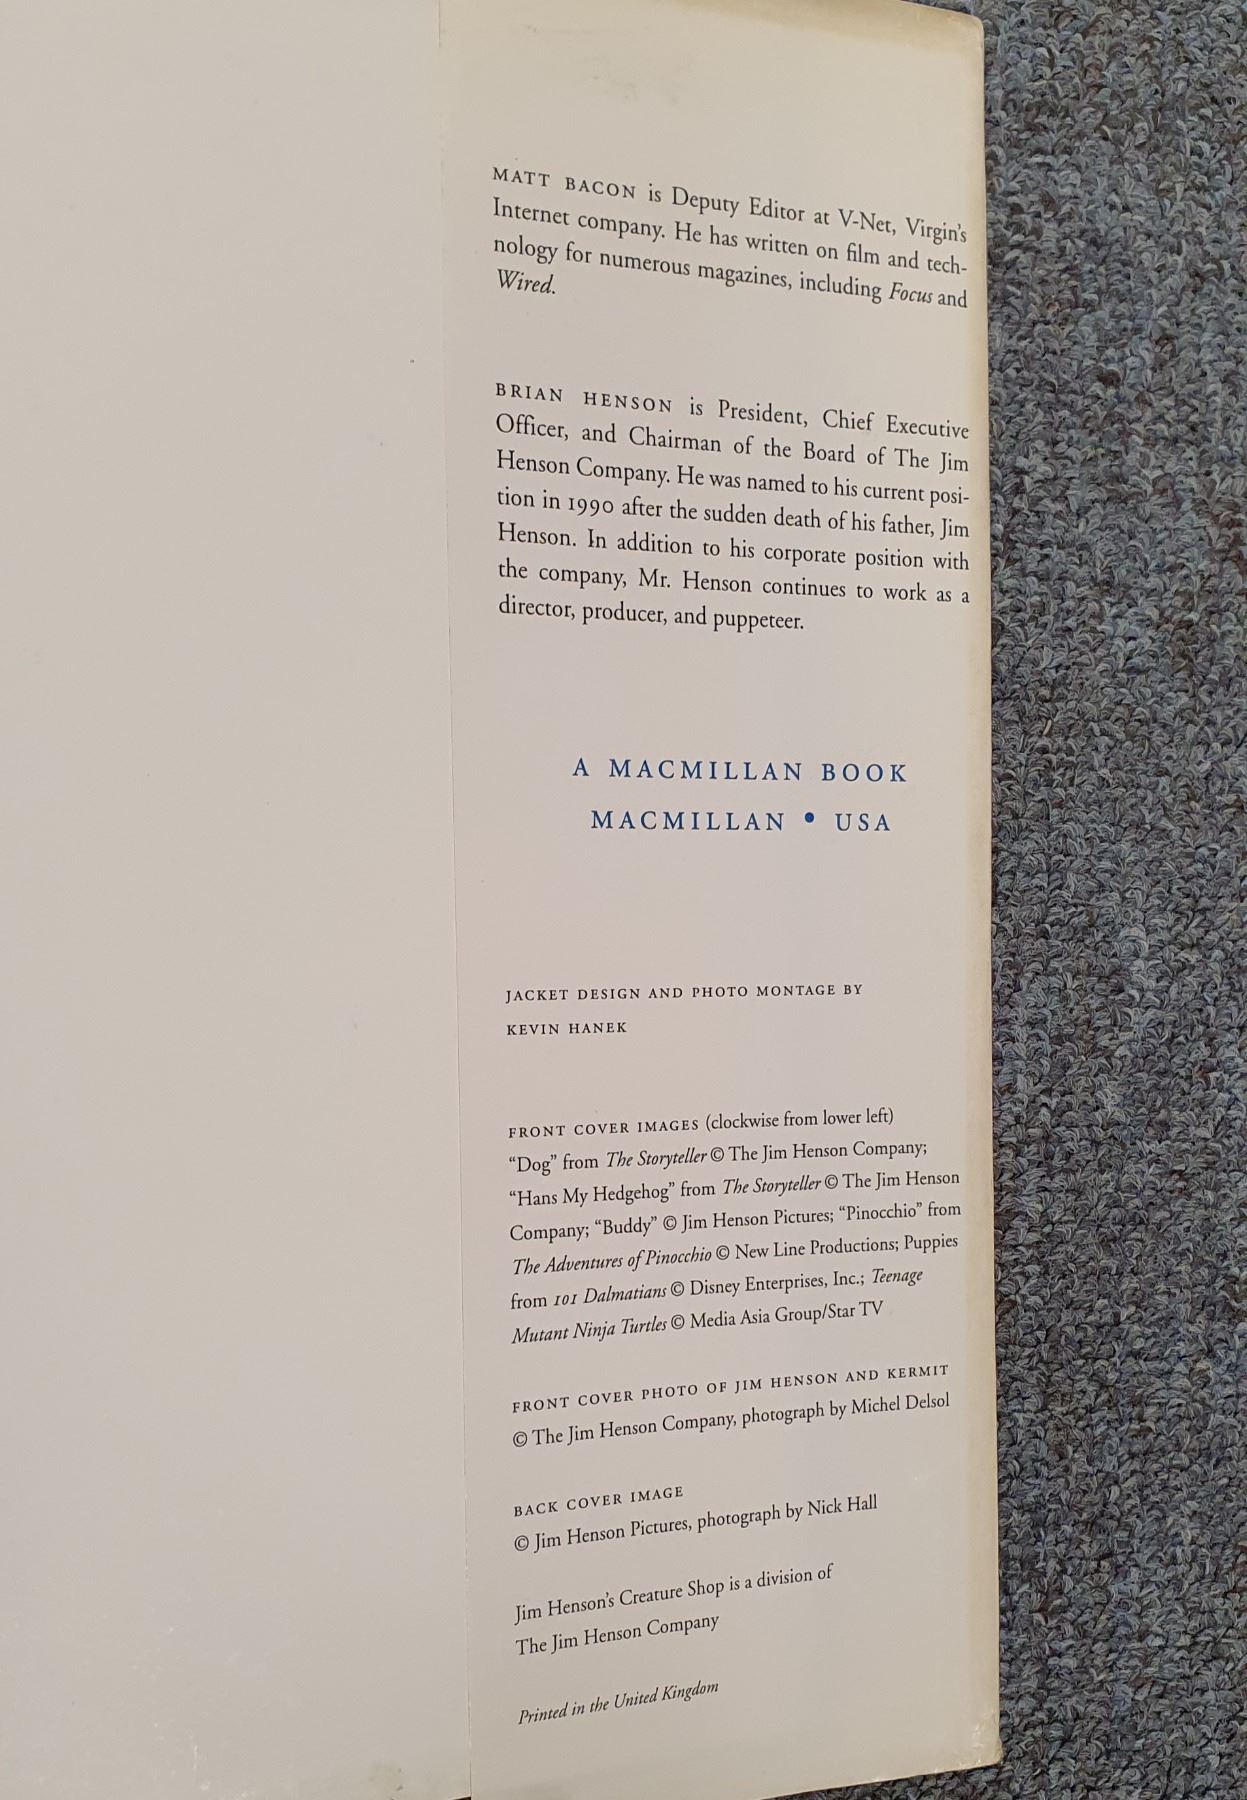 MATT BACON is Deputy Editor at V-Net, Virgin's
Internet company. He has written on film and tech-
nology for numerous magazines, including Focus and
Wired.
BRIAN HENSON is President, Chief Executive
Officer, and Chairman of the Board of The Jim
Henson Company. He was named to his current posi-
tion in 1990 after the sudden death of his father, Jim
Henson. In addition to his corporate position with
the company, Mr. Henson continues to work as a
director, producer, and puppeteer.
A MACMILLAN BOOK
MACMILLAN • USA
JACKET DESIGN AND PHOTO MONTAGE BY
KEVIN HANEK
FRONT COVER IMAGES (clockwise from lower left)
“Dog” from The Storyteller © The Jim Henson Company;
“Hans My Hedgehog” from The Storyteller © The Jim Henson
Company; “Buddy” © Jim Henson Pictures; “Pinocchio” from
The Adventures of Pinocchio © New Line Productions; Puppies
from 101 Dalmatians © Disney Enterprises, Inc.; Teenage
Mutant Ninja Turtles © Media Asia Group/Star TV
FRONT COVER PHOTO OF JIM HENSON AND KERMIT
© The Jim Henson Company, photograph by Michel Delsol
BACK COVER IMAGE
© Jim Henson Pictures, photograph by Nick Hall
Jim Henson's Creature Shop is a division of
The Jim Henson Company
Printed in the United Kingdom